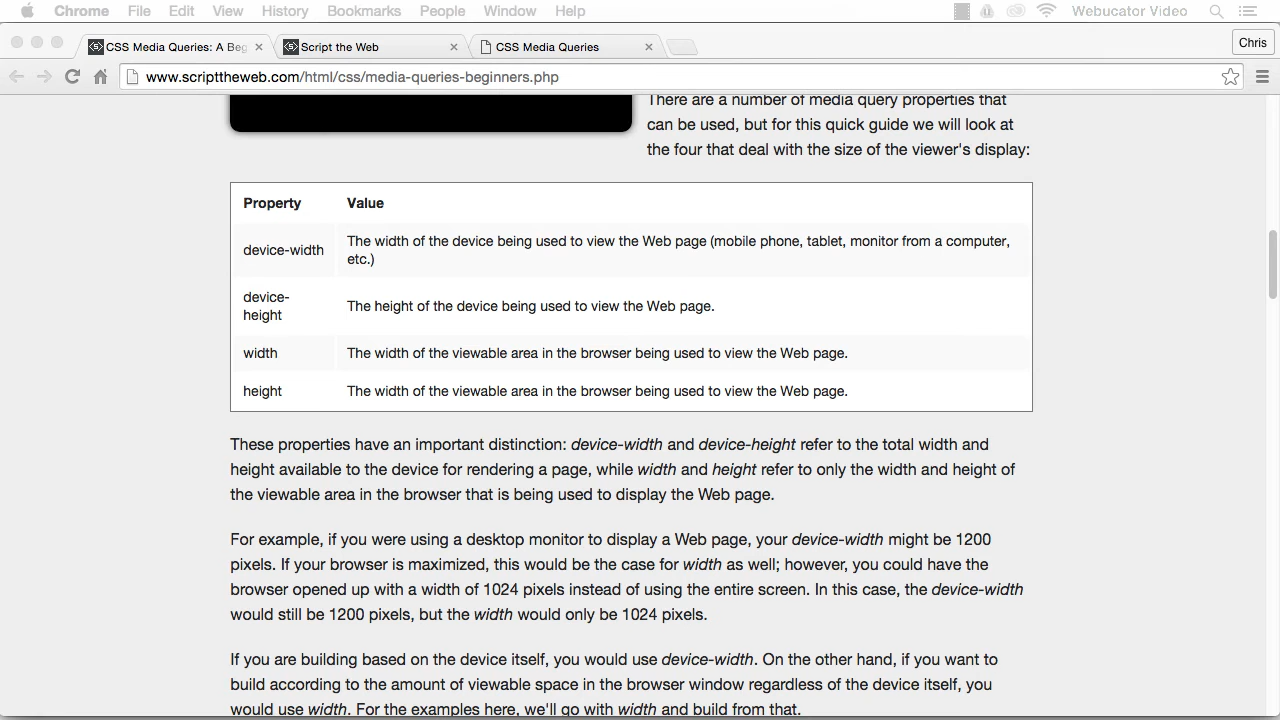 Chrome File Edit View History Bookmarks People Window Help Webucator Video
CSS Media Queries: A Beg Script the Web CSS Media Queries Chris
www.scripttheweb.com/html/css/media-queries-beginners.php
There are a number of media query properties that
can be used, but for this quick guide we will look at
the four that deal with the size of the viewer's display:
Property Value
device-width The width of the device being used to view the Web page (mobile phone, tablet, monitor from a computer,
etc.)
device-
height The height of the device being used to view the Web page.
width The width of the viewable area in the browser being used to view the Web page.
height The width of the viewable area in the browser being used to view the Web page.
These properties have an important distinction: device-width and device-height refer to the total width and
height available to the device for rendering a page, while width and height refer to only the width and height of
the viewable area in the browser that is being used to display the Web page.
For example, if you were using a desktop monitor to display a Web page, your device-width might be 1200
pixels. If your browser is maximized, this would be the case for width as well; however, you could have the
browser opened up with a width of 1024 pixels instead of using the entire screen. In this case, the device-width
would still be 1200 pixels, but the width would only be 1024 pixels.
If you are building based on the device itself, you would use device-width. On the other hand, if you want to
build according to the amount of viewable space in the browser window regardless of the device itself, you
would use width. For the examples here, we'll go with width and build from that.